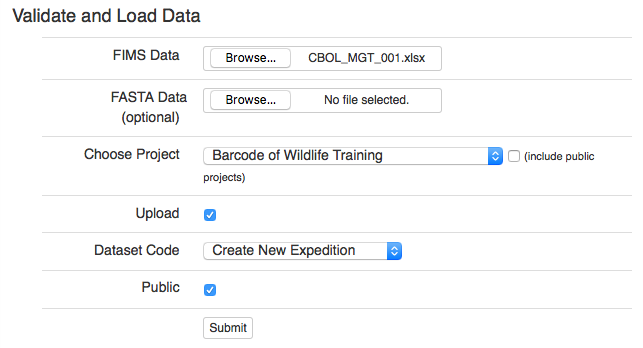 Validate and Load Data
FIMS Data Browse... CBOL_MGT_001.xlsx
FASTA Data Browse... No file selected.
(optional)
Choose Project Barcode of Wildlife Training (include public
projects)
Upload
Dataset Code Create New Expedition
Public
Submit